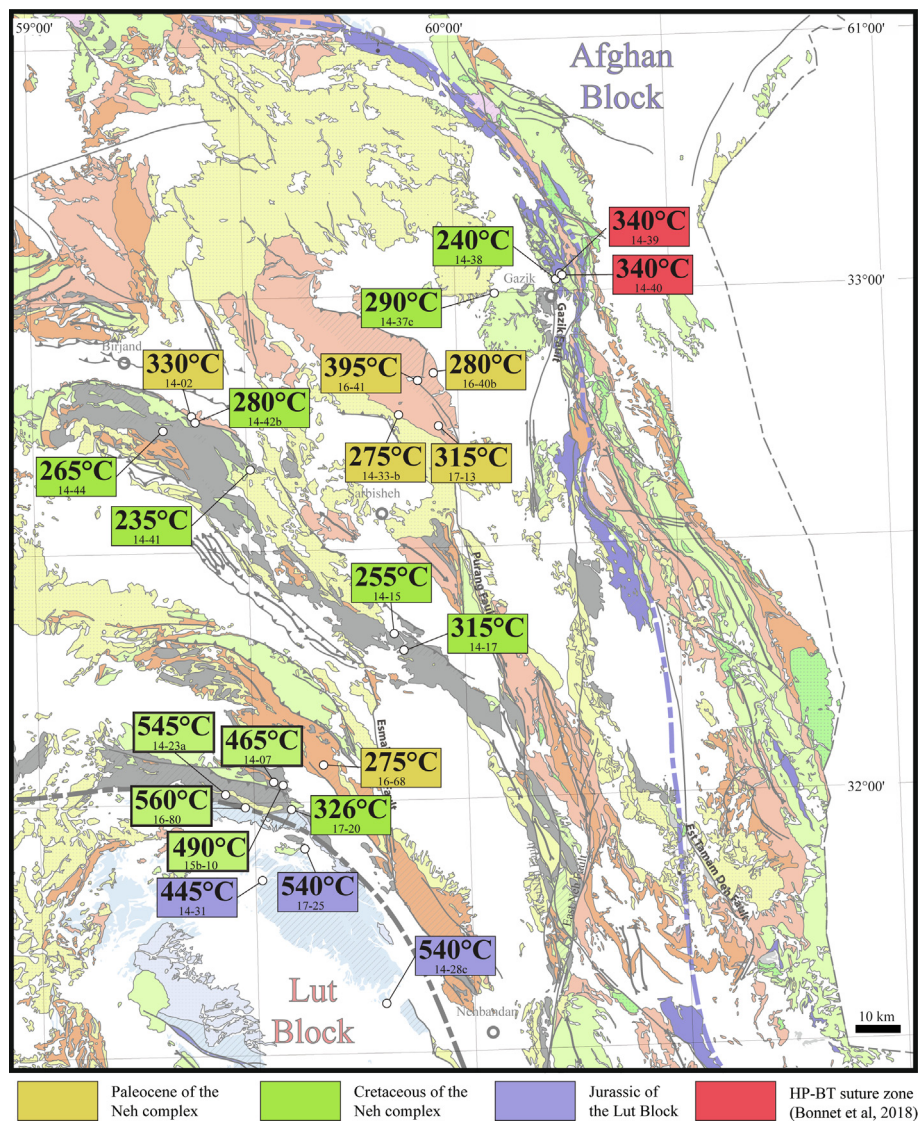 59°00'
60°00'
61°00'
Afghan
Block
340°C
14-39
240°C
14-38
340°C
14-40
33°00'
Gazik
290°C
14-37c
Gazik Fault
Birjand
330°C
14-02
395°C
16-41
280°C
16-40b
280°C
14-42b
265°C
14-44
275°C
14-33-b
315°C
17-13
Sarbisheh
235°C
14-41
Purang Fault
255°C
14-15
315°C
14-17
545°C
14-23a
465°C
14-07
275°C
16-68
32°00'
560°C
16-80
326°C
17-20
490°C
15b-10
445°C
14-31
540°C
17-25
East Neh Fault
540°C
14-28c
Lut
Block
Nehbandan
10 km
Paleocene of the
Neh complex
Cretaceous of the
Neh complex
Jurassic of
the Lut Block
HP-BT suture zone
(Bonnet et al, 2018)